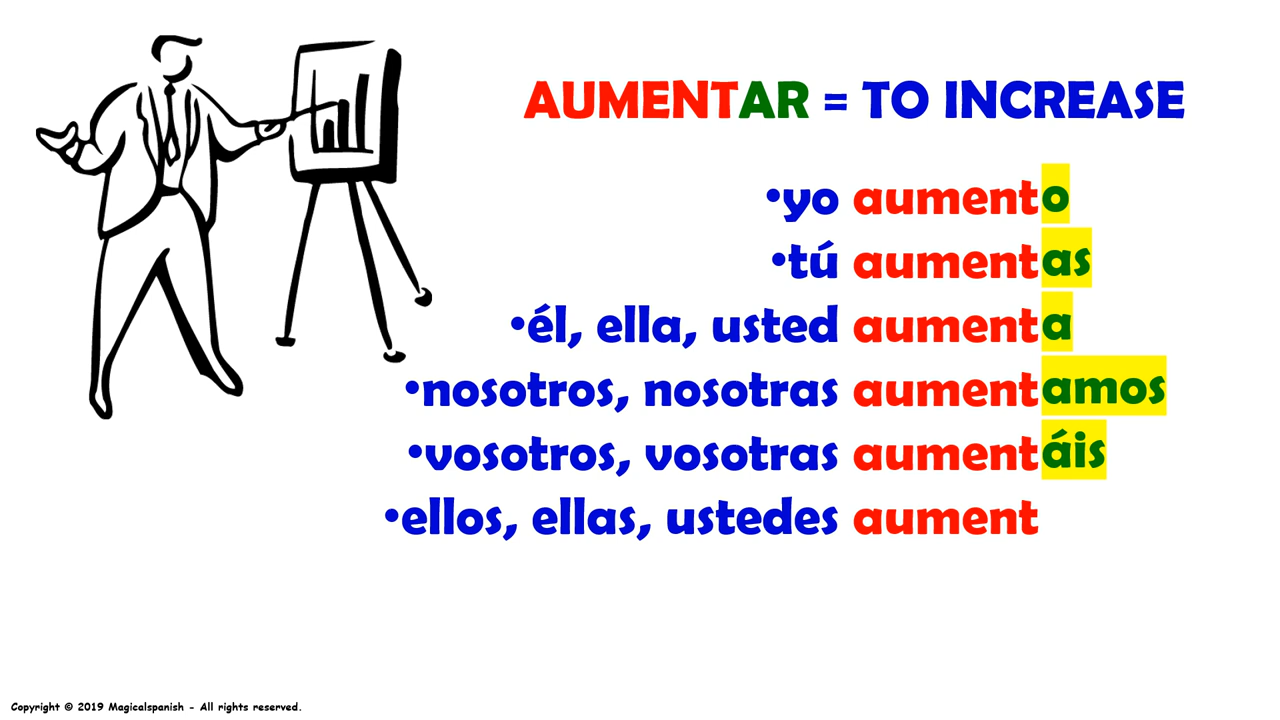 AUMENTAR = TO INCREASE
•yo aumento
•tú aumentas
•él, ella, usted aumenta
•nosotros, nosotras aumentamos
•vosotros, vosotras aumentáis
•ellos, ellas, ustedes aument
Copyright © 2019 Magicalspanish - All rights reserved.